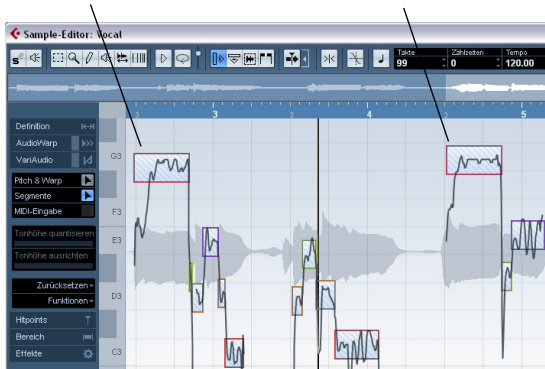 Sample-Editor: Vocal
Takte Zählzeiten Tempo
99 0 120.00
3 4 5
Definition
AudioWarp
VariAudio
Pitch & Warp
Segmente
MDI-Eingabe
Tonhöhe quantisieren
Tonhöhe ausrichten
Zurücksetzen
Funktionen
Hitpoints
Bereich
Effekte
G3
F3
E3
D3
C3